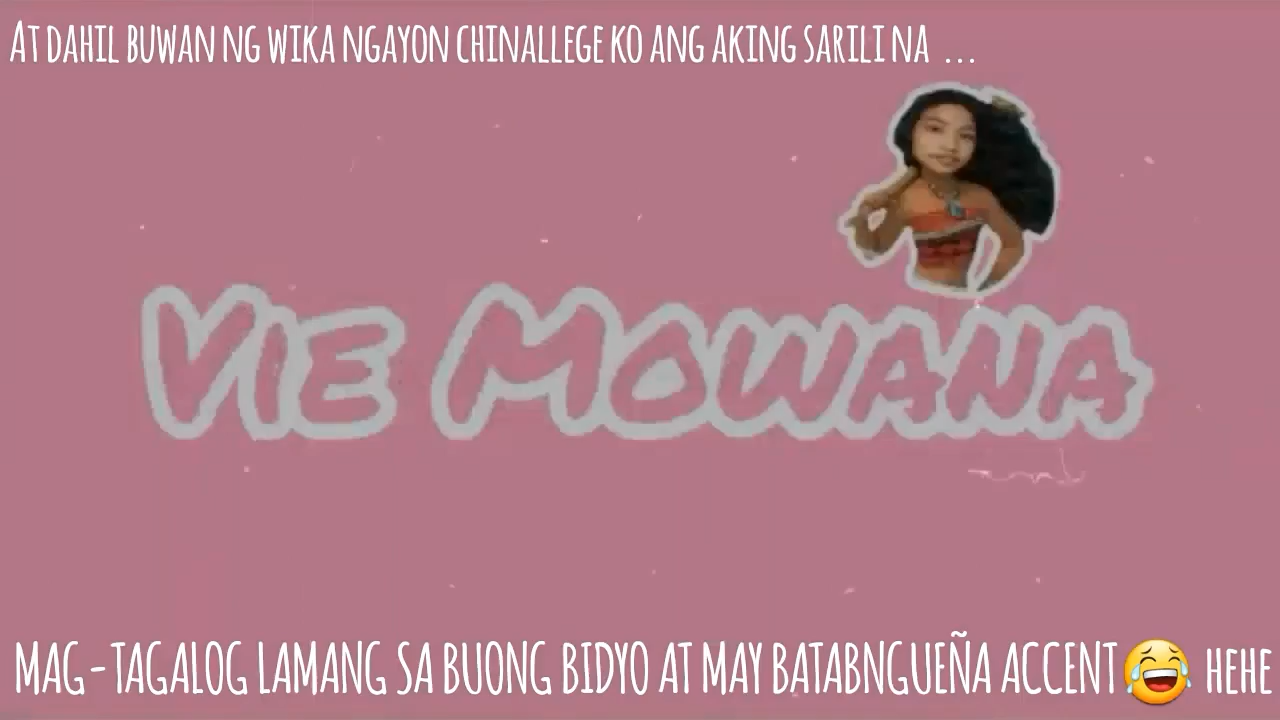 At dahil buwan ng wika ngayon chinallege ko ang aking sarili na ...
Vie Mowana
MAG-TAGALOG LAMANG SA BUONG BIDYO AT MAY BATABNGUEÑA ACCENT😂 HEHE